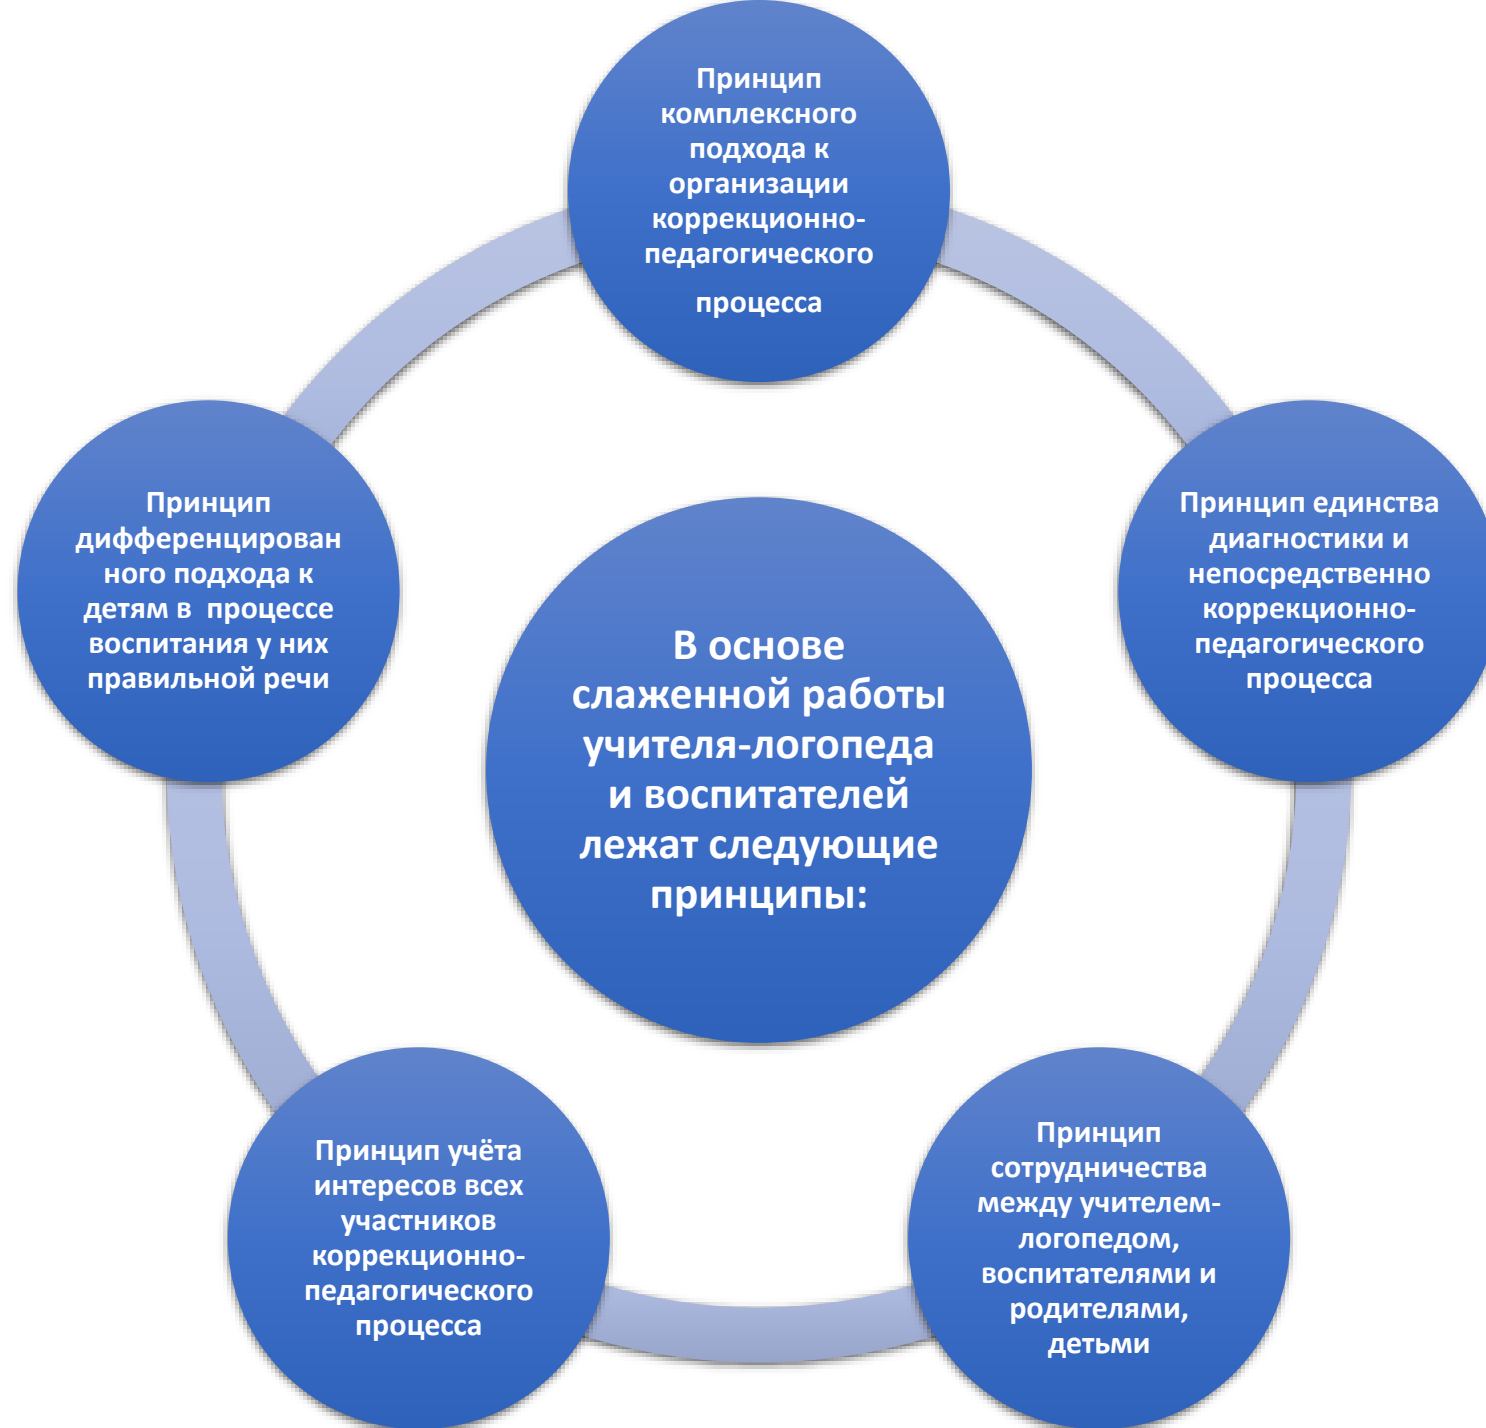 Принцип
комплексного
подхода к
организации
коррекционно-
педагогического
процесса
Принцип единства
диагностики и
непосредственно
коррекционно-
педагогического
процесса
Принцип
сотрудничества
между учителем-
логопедом,
воспитателями и
родителями,
детьми
Принцип учёта
интересов всех
участников
коррекционно-
педагогического
процесса
Принцип
дифференцирован
ного подхода к
детям в  процессе
воспитания у них
правильной речи
В основе
слаженной работы
учителя-логопеда
и воспитателей
лежат следующие
принципы: